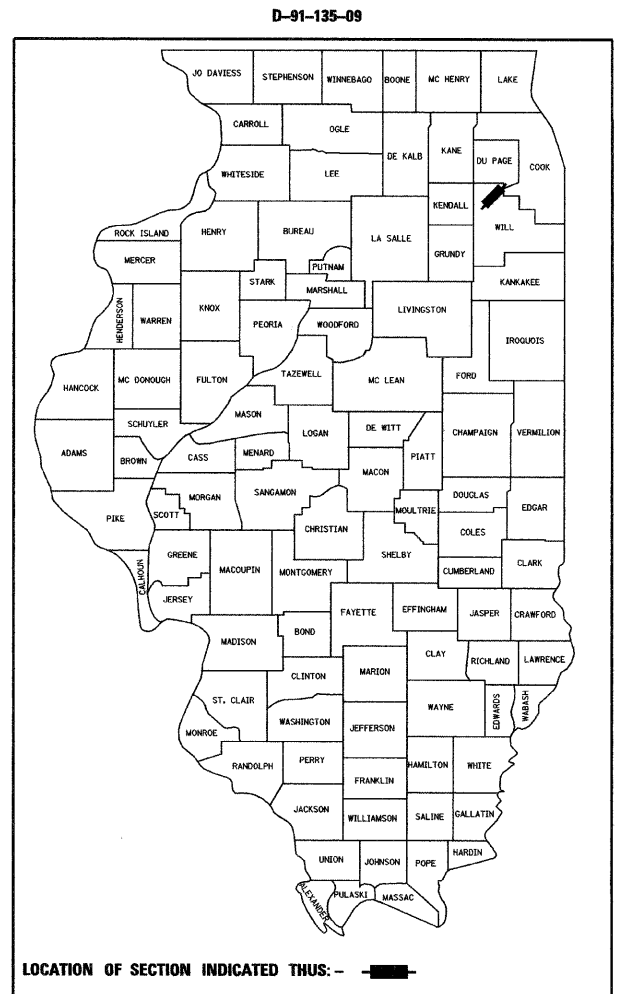 D-91-135-09
JO DAVIESS
STEPHENSON
WINNEBAGO
BOONE
MC HENRY
LAKE
CARROLL
OGLE
DE KALB
KANE
DU PAGE
COOK
WHITESIDE
LEE
KENDALL
WILL
ROCK ISLAND
HENRY
BUREAU
LA SALLE
GRUNDY
MERCER
PUTNAM
STARK
MARSHALL
KANKAKEE
HENDERSON
WARREN
KNOX
PEORIA
WOODFORD
LIVINGSTON
IROQUOIS
HANCOCK
MC DONOUGH
FULTON
TAZEWELL
MC LEAN
FORD
MASON
SCHUYLER
LOGAN
DE WITT
CHAMPAIGN
VERMILION
ADAMS
BROWN
CASS
MENARD
MACON
PIATT
MORGAN
SANGAMON
DOUGLAS
EDGAR
PIKE
SCOTT
CHRISTIAN
MOULTRIE
COLES
GREENE
MACOUPIN
MONTGOMERY
SHELBY
CUMBERLAND
CLARK
CALHOUN
JERSEY
FAYETTE
EFFINGHAM
JASPER
CRAWFORD
MADISON
BOND
CLAY
RICHLAND
LAWRENCE
CLINTON
MARION
ST. CLAIR
WAYNE
EDWARDS
WABASH
WASHINGTON
JEFFERSON
MONROE
RANDOLPH
PERRY
HAMILTON
WHITE
FRANKLIN
JACKSON
WILLIAMSON
SALINE
GALLATIN
UNION
JOHNSON
POPE
HARDIN
ALEXANDER
PULASKI
MASSAC
LOCATION OF SECTION INDICATED THUS: -